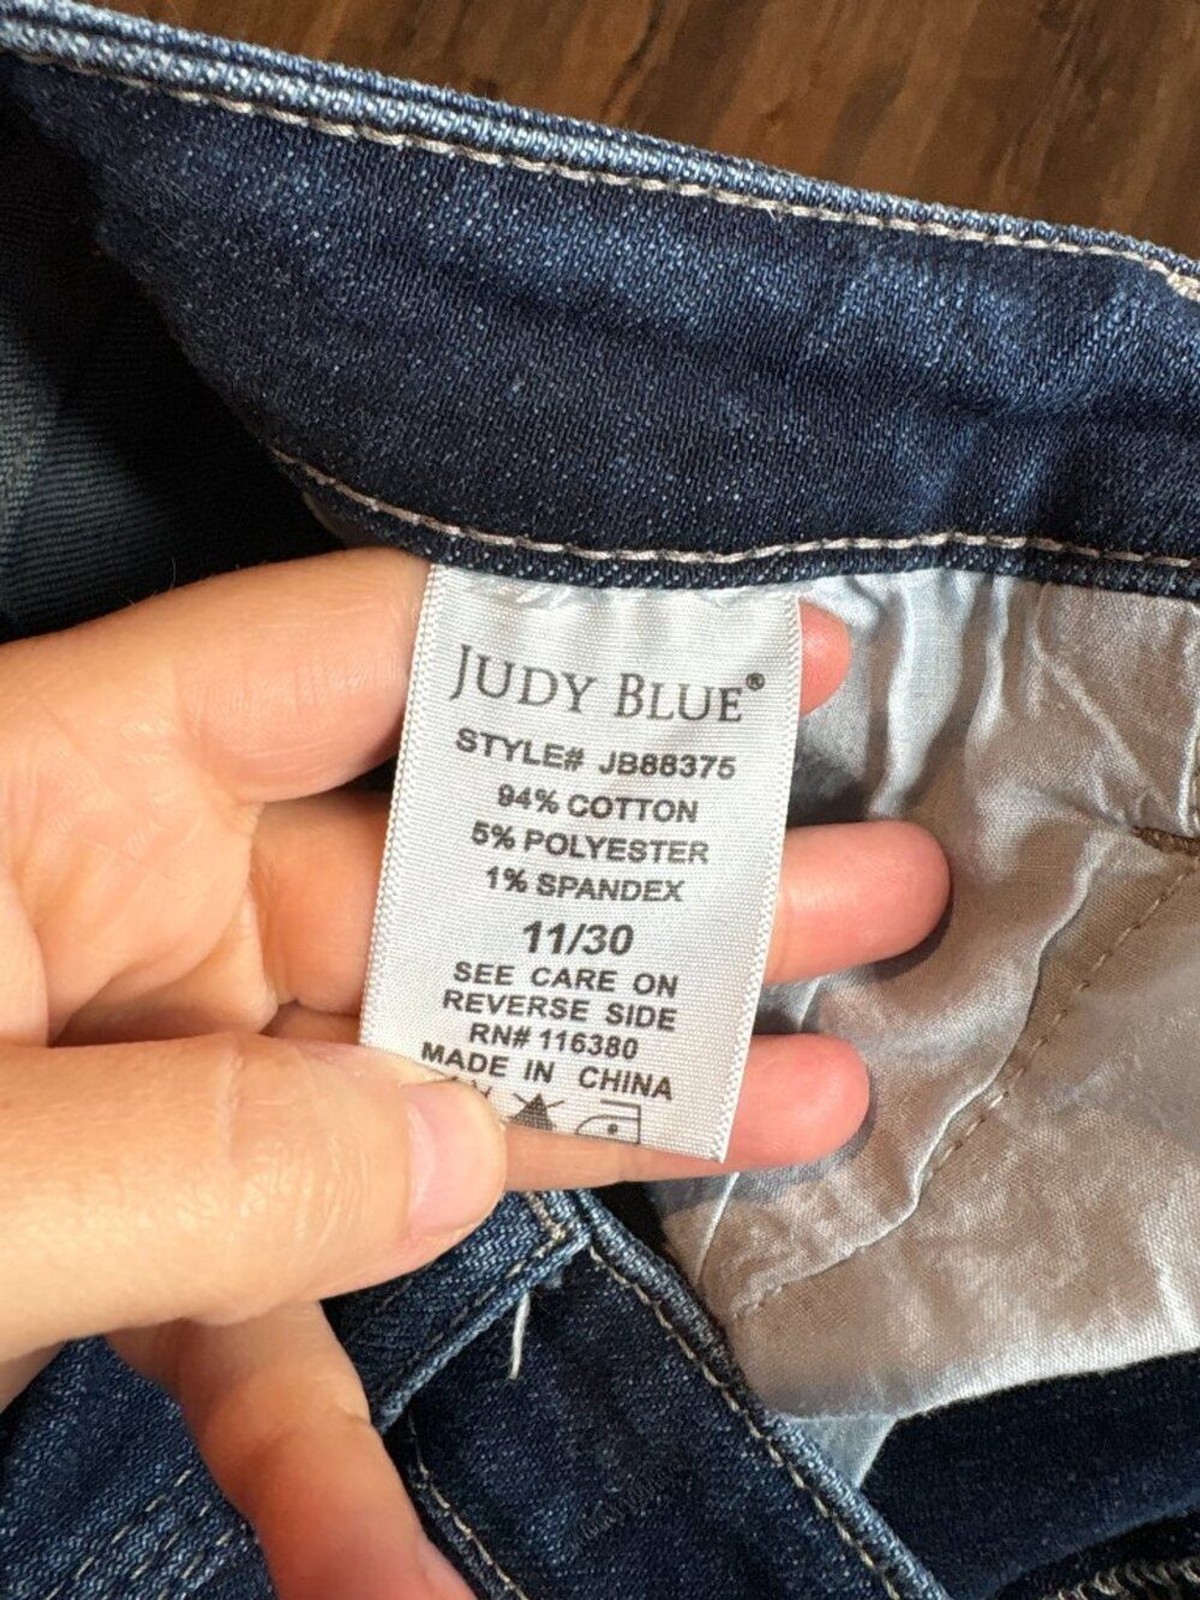 JUDY BLUE®
STYLE# JB88375
94% COTTON
5% POLYESTER
1% SPANDEX
11/30
SEE CARE ON
REVERSE SIDE
RN# 116380
MADE IN CHINA